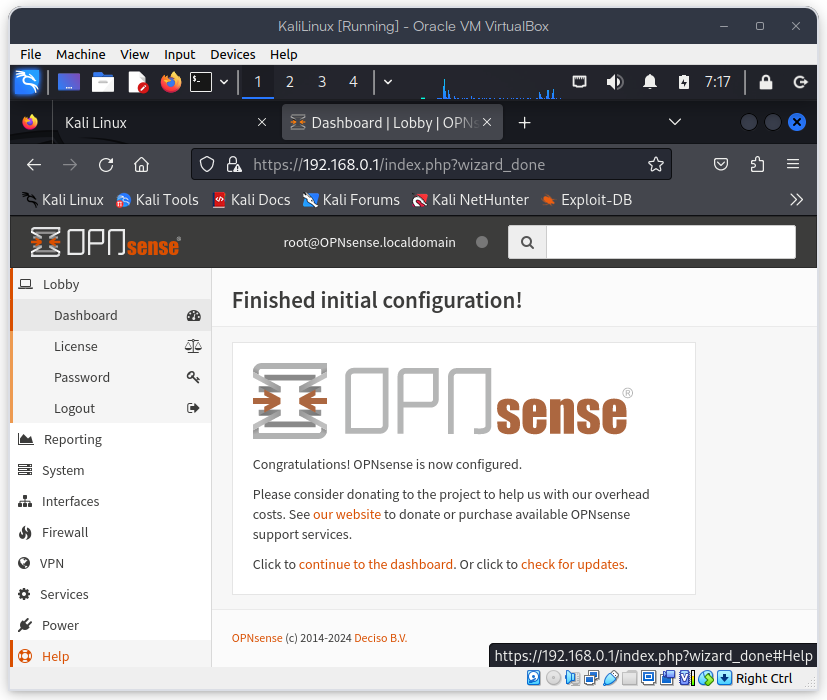 KaliLinux [Running] - Oracle VM VirtualBox
File Machine View Input Devices Help
1 2 3 4 7:17
Kali Linux
Dashboard | Lobby | OPNs
https://192.168.0.1/index.php?wizard_done
Kali Linux Kali Tools Kali Docs Kali Forums Kali NetHunter Exploit-DB
OPNsense root@OPNsense.localdomain
Lobby
Dashboard
License
Password
Logout
Reporting
System
Interfaces
Firewall
VPN
Services
Power
Help
Finished initial configuration!
OPNsense®
Congratulations! OPNsense is now configured.
Please consider donating to the project to help us with our overhead
costs. See our website to donate or purchase available OPNsense
support services.
Click to continue to the dashboard. Or click to check for updates.
OPNsense (c) 2014-2024 Deciso B.V.
https://192.168.0.1/index.php?wizard_done#Help
Right Ctrl